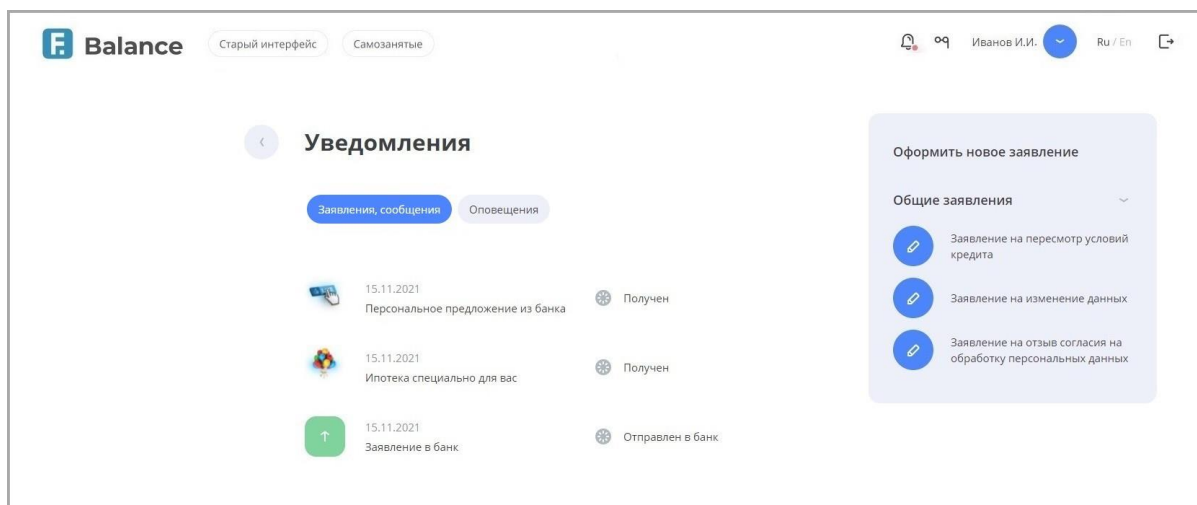 F. Balance
Старый интерфейс
Самозанятые
Иванов И.И.
Ru / En
Уведомления
Заявления, сообщения
Оповещения
15.11.2021
Персональное предложение из банка
Получен
15.11.2021
Ипотека специально для вас
Получен
15.11.2021
Заявление в банк
Отправлен в банк
Оформить новое заявление
Общие заявления
Заявление на пересмотр условий
кредита
Заявление на изменение данных
Заявление на отзыв согласия на
обработку персональных данных